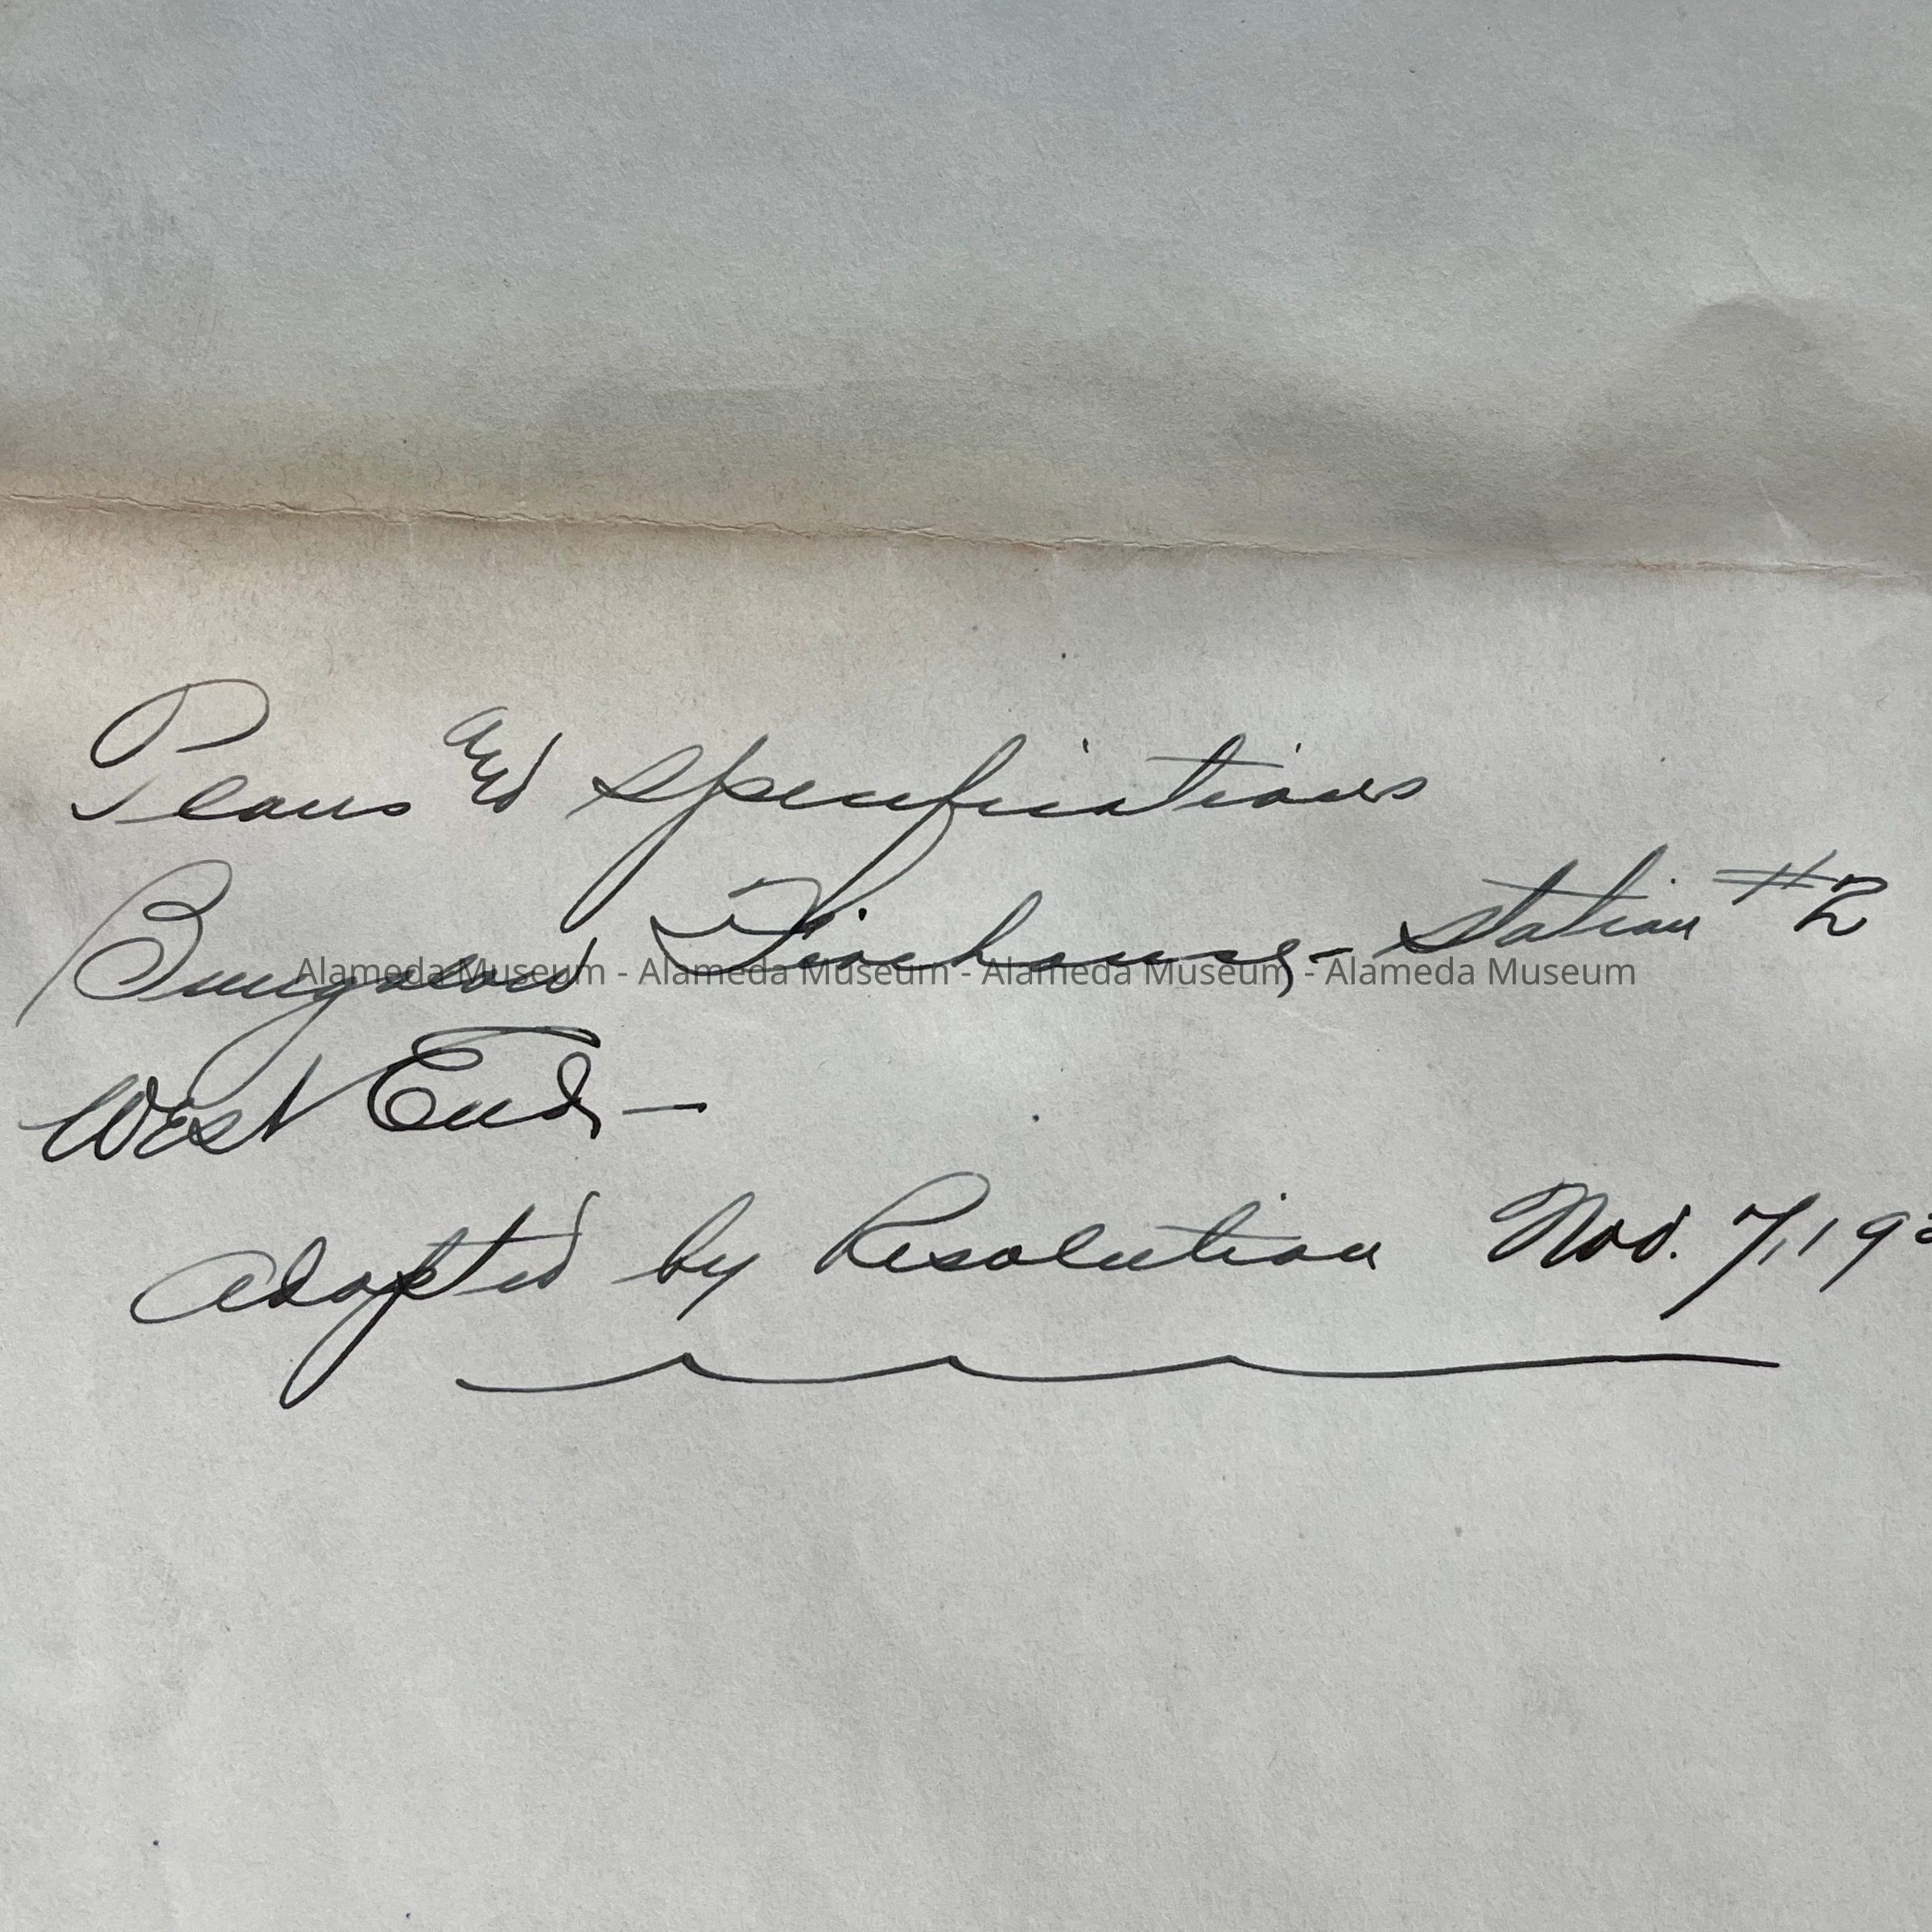 Plans and Specifications
Bungalow Firehouse - Station #2
Alameda Museum - Alameda Museum - Alameda Museum - Alameda Museum
West End -
Adopted by Resolution Nov. 7, 19